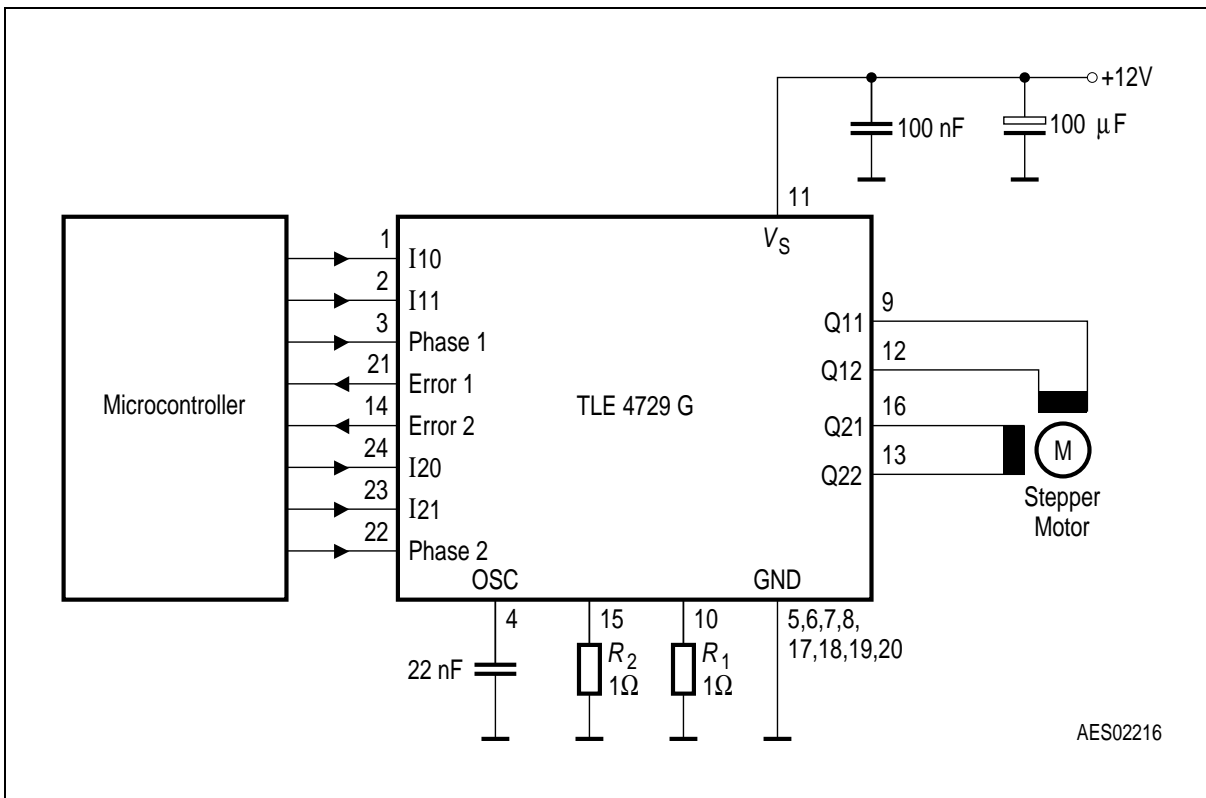 +12V
100 nF
100 μF
11
V_S
1
I10
2
I11
3
Phase 1
21
Error 1
14
Error 2
24
I20
23
I21
22
Phase 2
Microcontroller
TLE 4729 G
Q11
9
Q12
12
Q21
16
Q22
13
M
Stepper
Motor
OSC
GND
4
15
10
5,6,7,8,
17,18,19,20
22 nF
R_2
1Ω
R_1
1Ω
AES02216